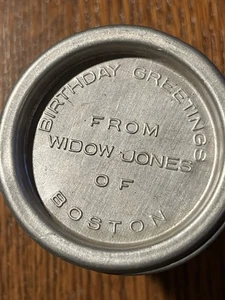 BIRTHDAY GREETINGS
FROM
WIDOW JONES
OF
BOSTON